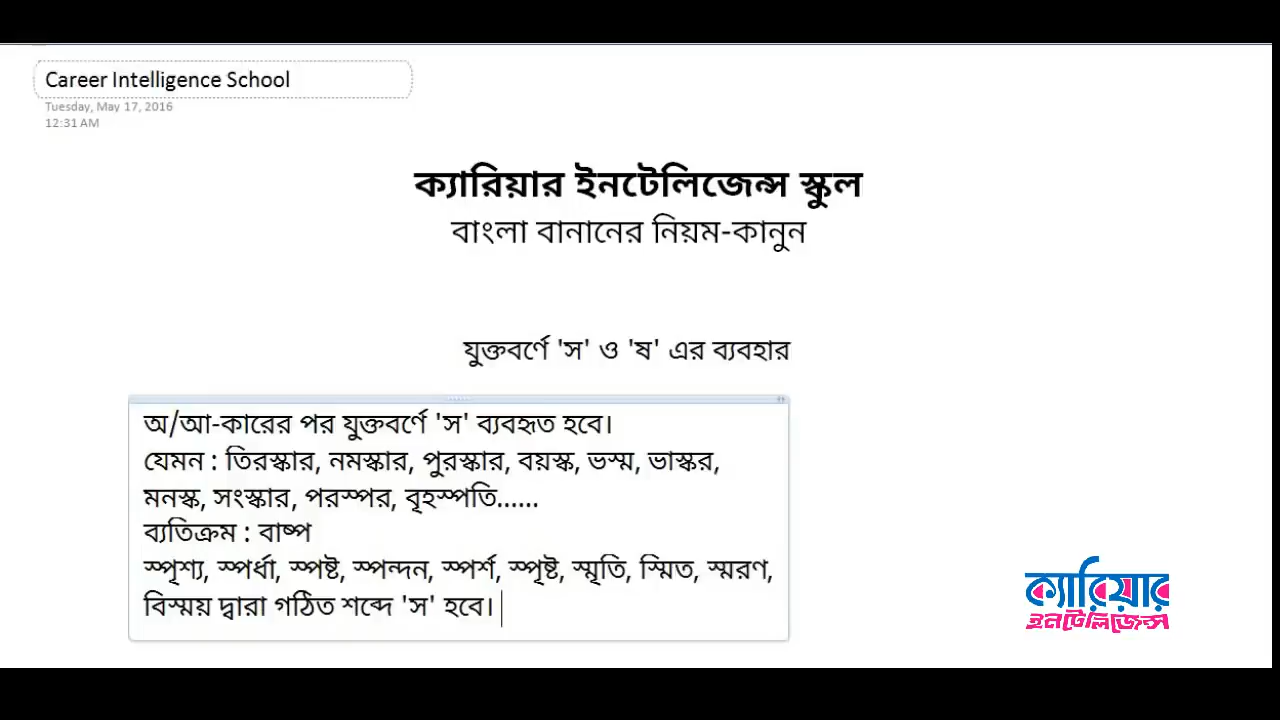 Career Intelligence School
Tuesday, May 17, 2016
12:31 AM
ক্যারিয়ার ইনটেলিজেন্স স্কুল
বাংলা বানানের নিয়ম-কানুন
যুক্তবর্ণে 'স' ও 'ষ' এর ব্যবহার
অ/আ-কারের পর যুক্তবর্ণে 'স' ব্যবহৃত হবে।
যেমন : তিরস্কার, নমস্কার, পুরস্কার, বয়স্ক, ভস্ম, ভাস্কর,
মনস্ক, সংস্কার, পরস্পর, বৃহস্পতি......
ব্যতিক্রম : বাষ্প
স্পৃশ্য, স্পর্ধা, স্পষ্ট, স্পন্দন, স্পর্শ, স্পৃষ্ট, স্মৃতি, স্মিত, স্মরণ,
বিস্ময় দ্বারা গঠিত শব্দে 'স' হবে।
ক্যারিয়ার
ইনটেলিজেন্স